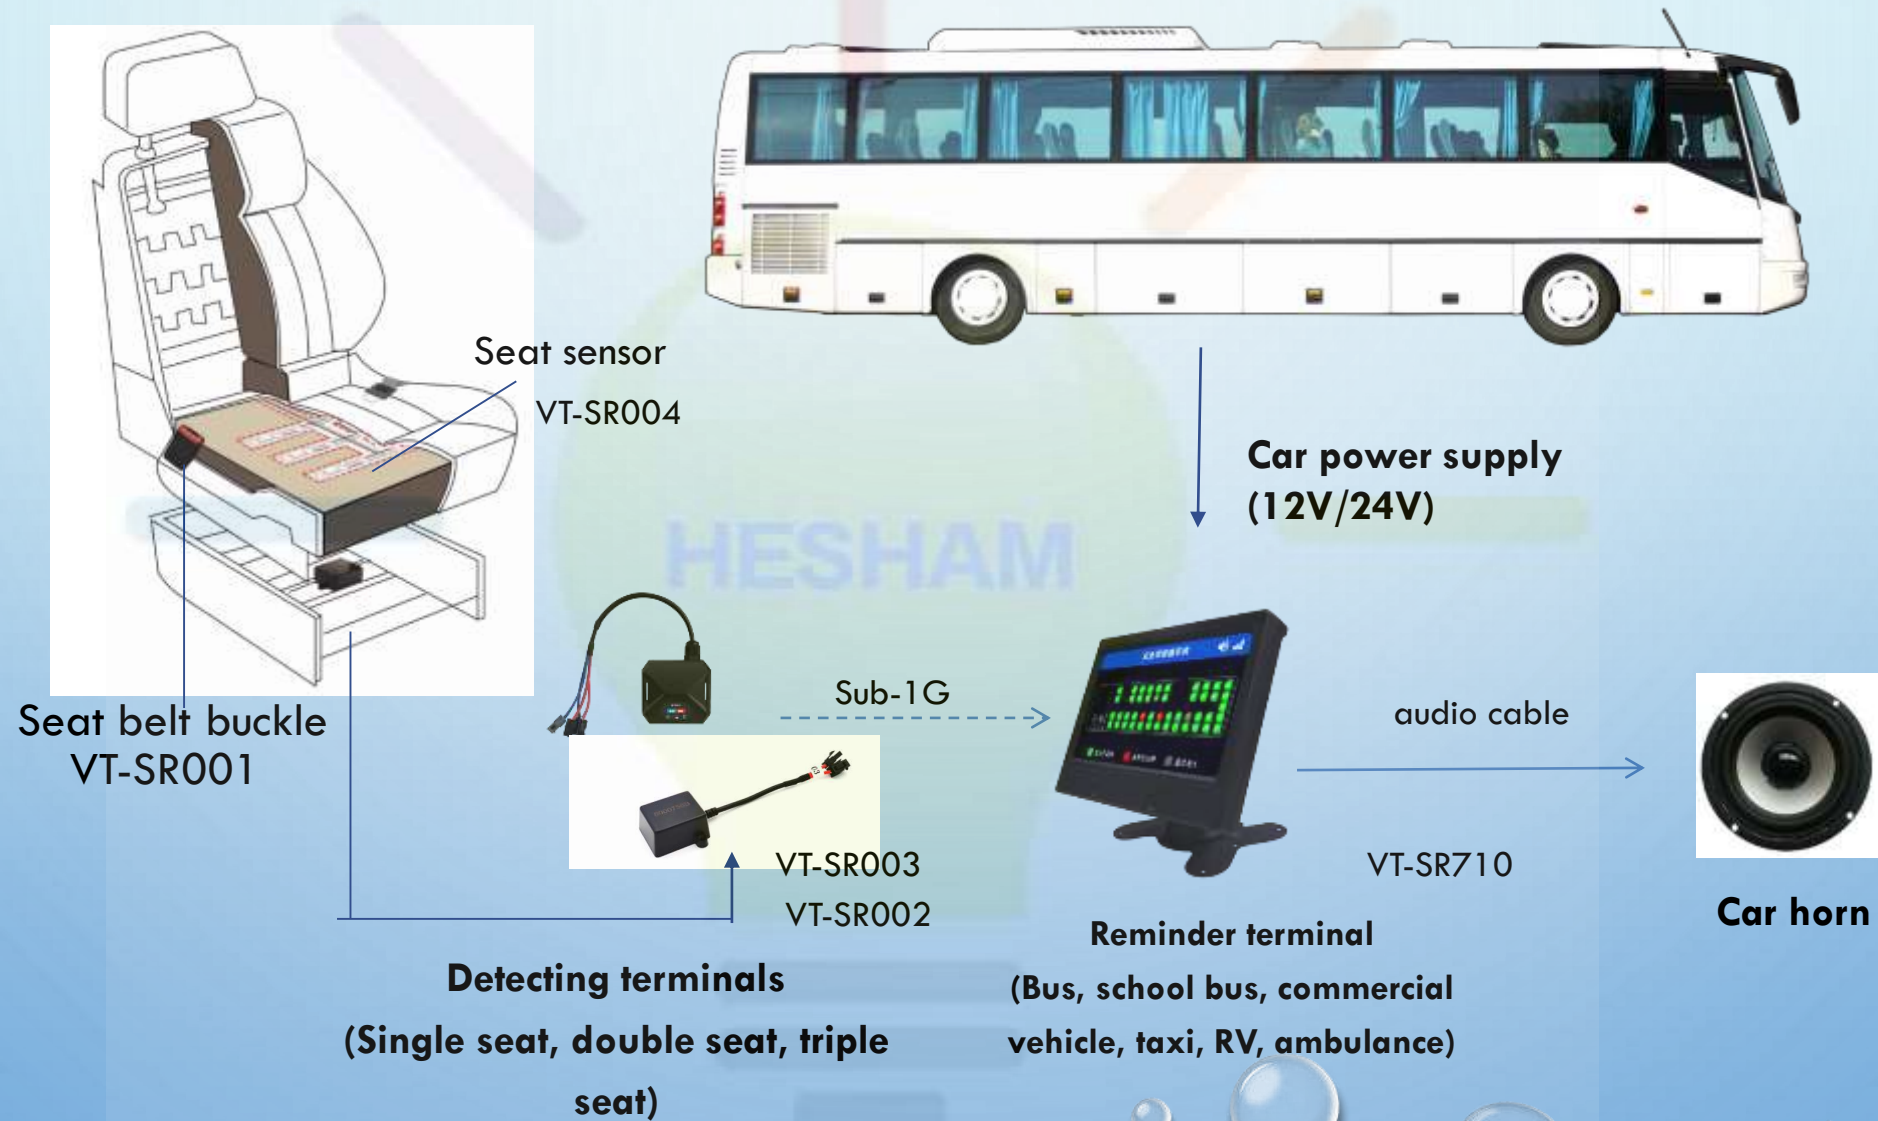 Seat sensor
VT-SR004
Car power supply
(12V/24V)
HESHAM
Sub-1G
audio cable
Seat belt buckle
VT-SR001
VT-SR003
VT-SR002
VT-SR710
Car horn
Detecting terminals
(Single seat, double seat, triple
seat)
Reminder terminal
(Bus, school bus, commercial
vehicle, taxi, RV, ambulance)